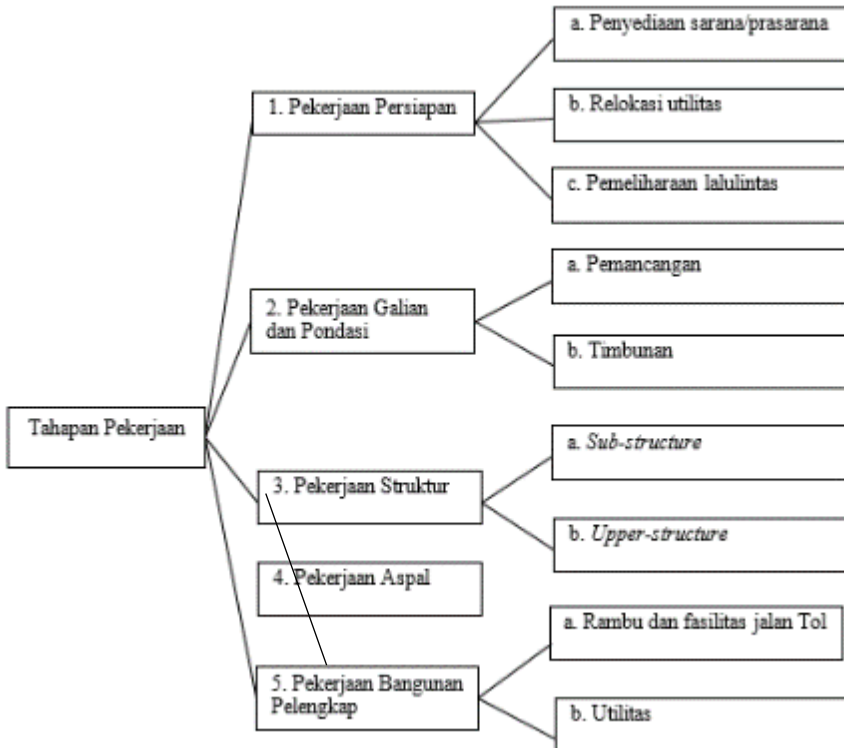 Tahapan Pekerjaan
1. Pekerjaan Persiapan
a. Penyediaan sarana/prasarana
b. Relokasi utilitas
c. Pemeliharaan lalulintas
2. Pekerjaan Galian
dan Pondasi
a. Pemancangan
b. Timbunan
3. Pekerjaan Struktur
a. Sub-structure
b. Upper-structure
4. Pekerjaan Aspal
5. Pekerjaan Bangunan
Pelengkap
a. Rambu dan fasilitas jalan Tol
b. Utilitas